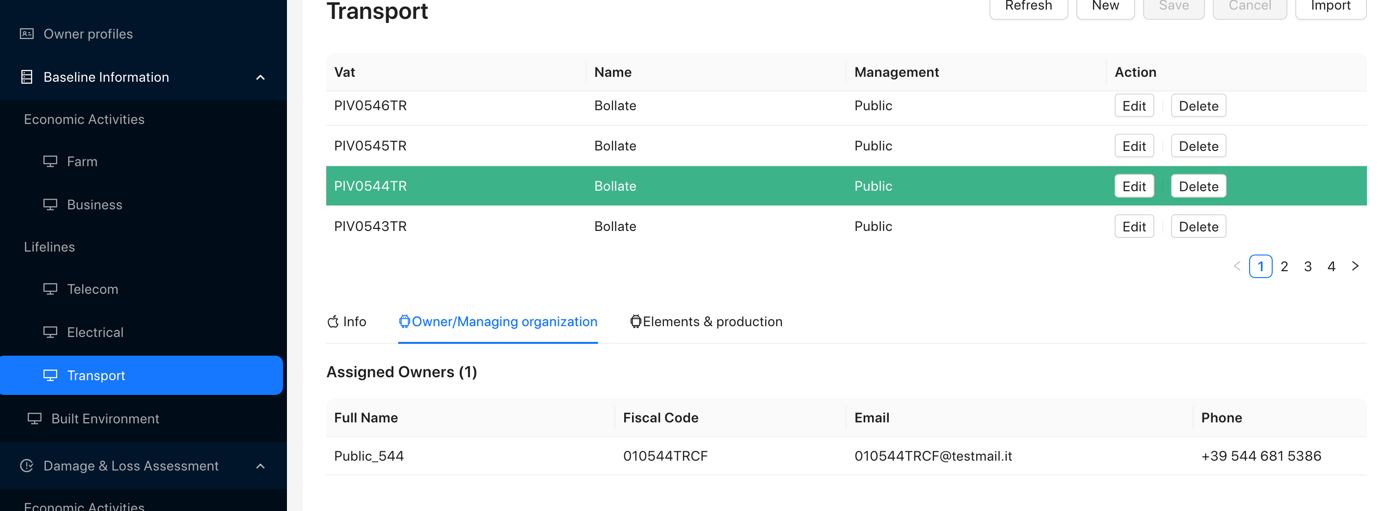 Owner profiles
Baseline Information
Economic Activities
Farm
Business
Lifelines
Telecom
Electrical
Transport
Built Environment
Damage & Loss Assessment
Economic Activities
Transport
Refresh New Save Cancel Import
Vat Name Management Action
PIV0546TR Bollate Public Edit Delete
PIV0545TR Bollate Public Edit Delete
PIV0544TR Bollate Public Edit Delete
PIV0543TR Bollate Public Edit Delete
< 1 2 3 4 >
Info Owner/Managing organization Elements & production
Assigned Owners (1)
Full Name Fiscal Code Email Phone
Public_544 010544TRCF 010544TRCF@testmail.it +39 544 681 5386